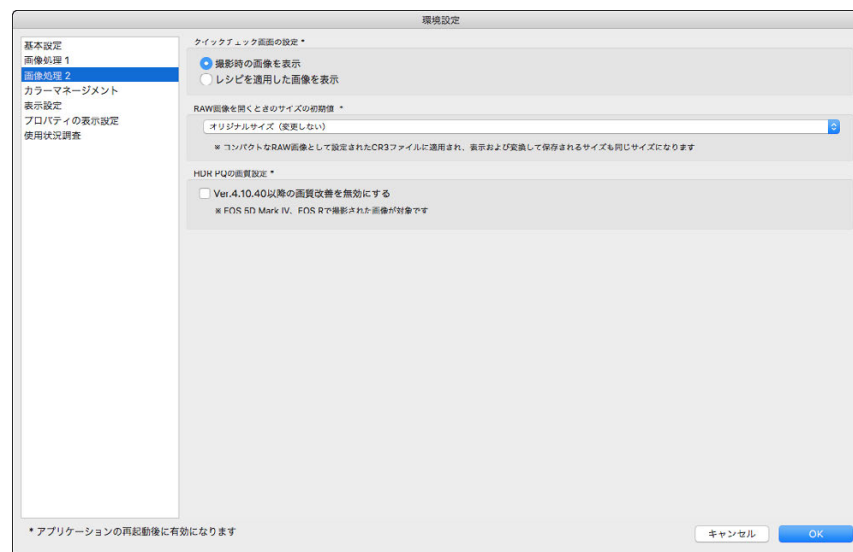 環境設定
基本設定
画像処理 1
画像処理 2
カラーマネージメント
表示設定
プロパティの表示設定
使用状況調査
クイックチェック画面の設定 *
撮影時の画像を表示
レシピを適用した画像を表示
RAW画像を開くときのサイズの初期値 *
オリジナルサイズ（変更しない）
※ コンパクトなRAW画像として設定されたCR3ファイルに適用され、表示および変換して保存されるサイズも同じサイズになります
HDR PQの画質設定 *
Ver.4.10.40以降の画質改善を無効にする
※ EOS 5D Mark IV、EOS Rで撮影された画像が対象です
* アプリケーションの再起動後に有効になります
キャンセル
OK